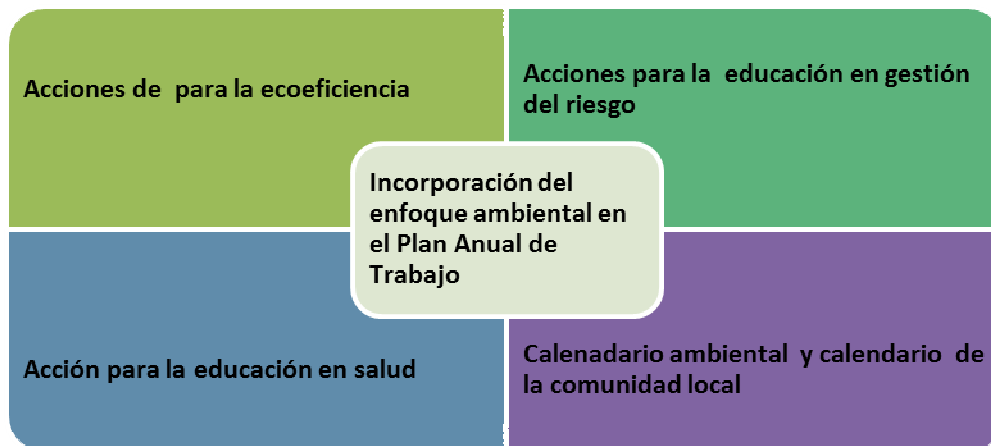 Acciones de  para la ecoeficiencia
Acciones para la  educación en gestión
del riesgo
Incorporación del
enfoque ambiental en
el Plan Anual de
Trabajo
Acción para la educación en salud
Calenadario ambiental  y calendario  de
la comunidad local